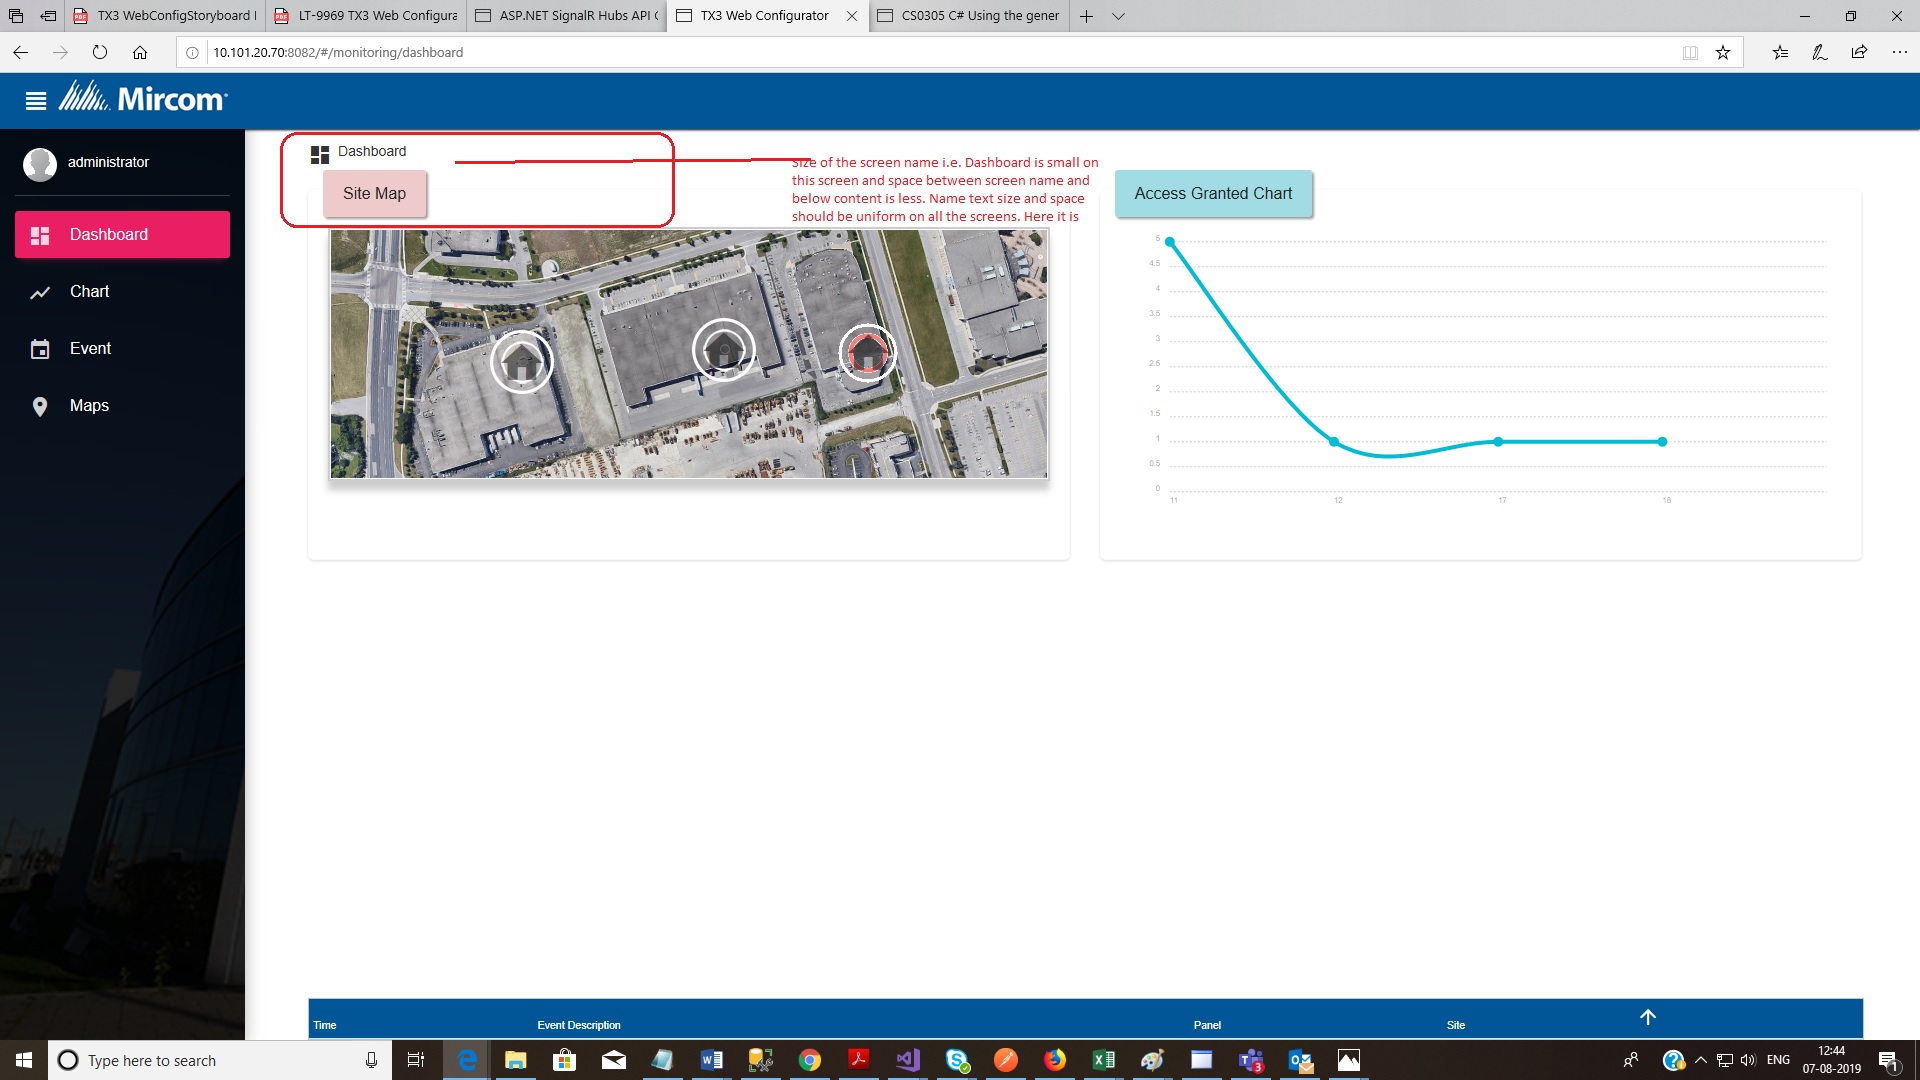 TX3 WebConfigStoryboard
LT-9969 TX3 Web Configura
ASP.NET SignalR Hubs API
TX3 Web Configurator
CS0305 C# Using the gener
10.101.20.70:8082/#/monitoring/dashboard
Mircom
administrator
Dashboard
Chart
Event
Maps
Dashboard
Site Map
Size of the screen name i.e. Dashboard is small on
this screen and space between screen name and
below content is less. Name text size and space
should be uniform on all the screens. Here it is
Access Granted Chart
5
4.5
4
3.5
3
2.5
2
1.5
1
0.5
0
11 12 17 18
Time Event Description Panel Site
Type here to search
3
ENG
12:44
07-08-2019
1